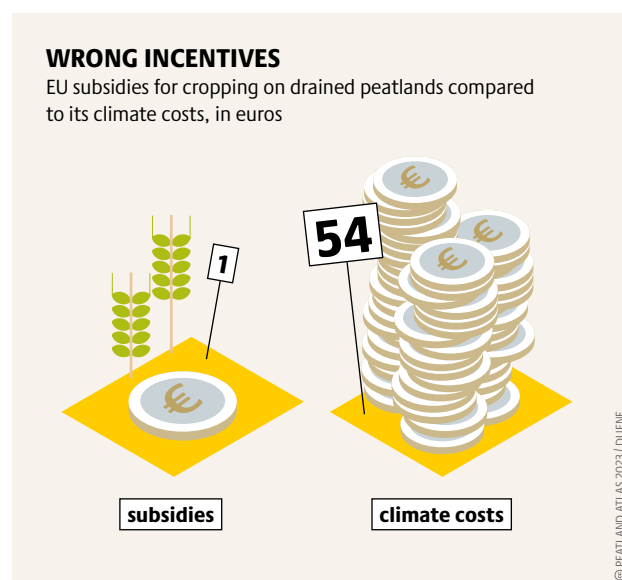 WRONG INCENTIVES
EU subsidies for cropping on drained peatlands compared
to its climate costs, in euros
1
54
€
€
€
€
subsidies
climate costs
© PEATLAND ATLAS 2023 / DUENE